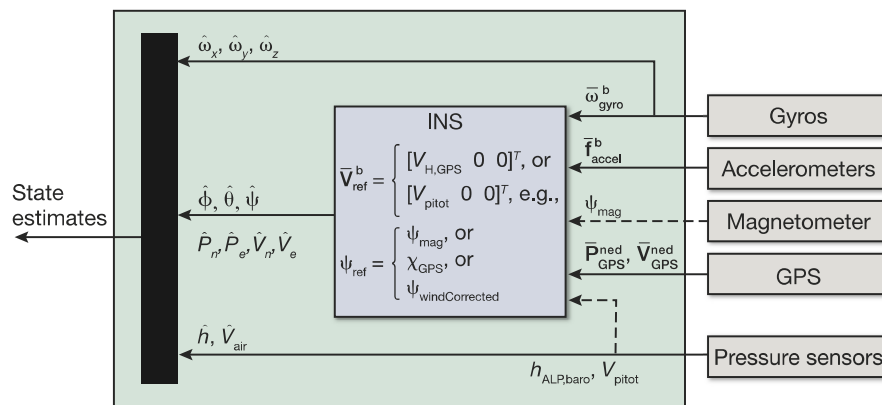 ω̂x, ω̂y, ω̂z
ω̄ᵇgyro
Gyros
INS
f̄ᵇaccel
Accelerometers
V̄ᵇref = { [VH,GPS 0 0]ᵀ, or
[Vpitot 0 0]ᵀ, e.g.,
ψmag
Magnetometer
State
estimates
ϕ̂, θ̂, ψ̂
P̂n, P̂e, V̂n, V̂e
ψref = { ψmag, or
χGPS, or
ψwindCorrected
P̄ⁿᵉᵈGPS, V̄ⁿᵉᵈGPS
GPS
ĥ, V̂air
Pressure sensors
hALP,baro, Vpitot